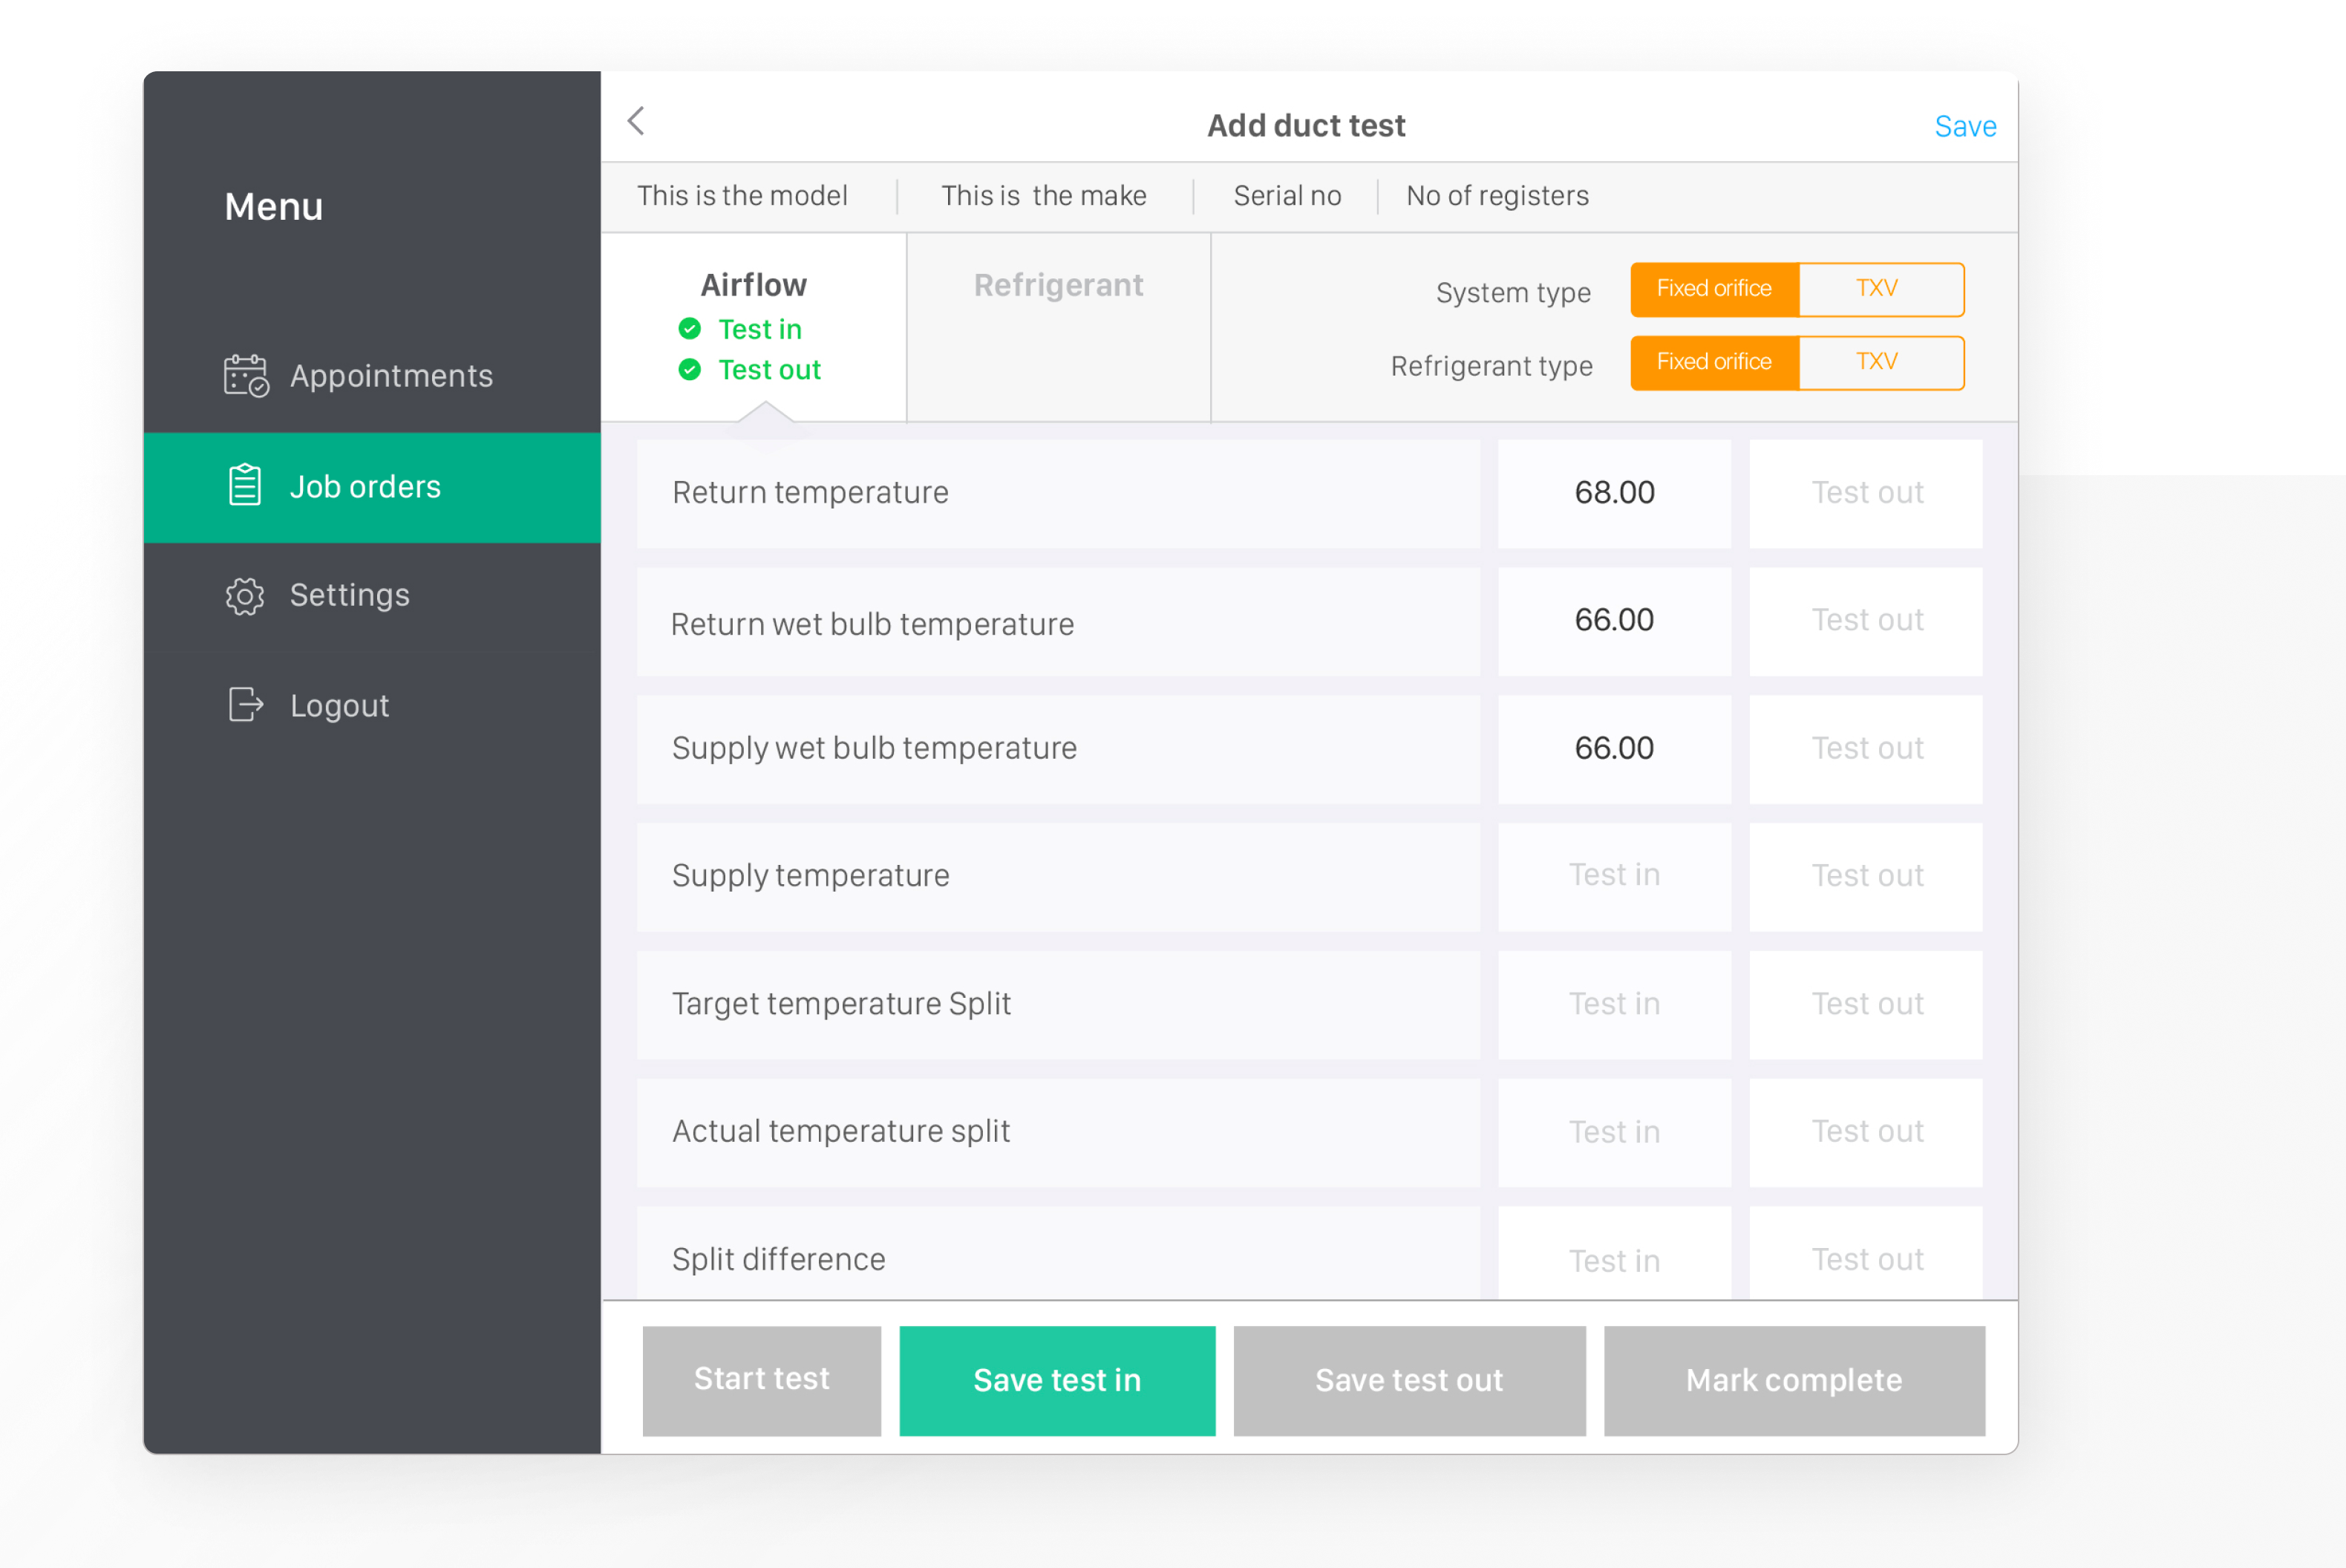 Menu
Appointments
Job orders
Settings
Logout
Add duct test
Save
This is the model
This is the make
Serial no
No of registers
Airflow
Test in
Test out
Refrigerant
System type
Fixed orifice
TXV
Refrigerant type
Fixed orifice
TXV
Return temperature 68.00 Test out
Return wet bulb temperature 66.00 Test out
Supply wet bulb temperature 66.00 Test out
Supply temperature Test in Test out
Target temperature Split Test in Test out
Actual temperature split Test in Test out
Split difference Test in Test out
Start test
Save test in
Save test out
Mark complete